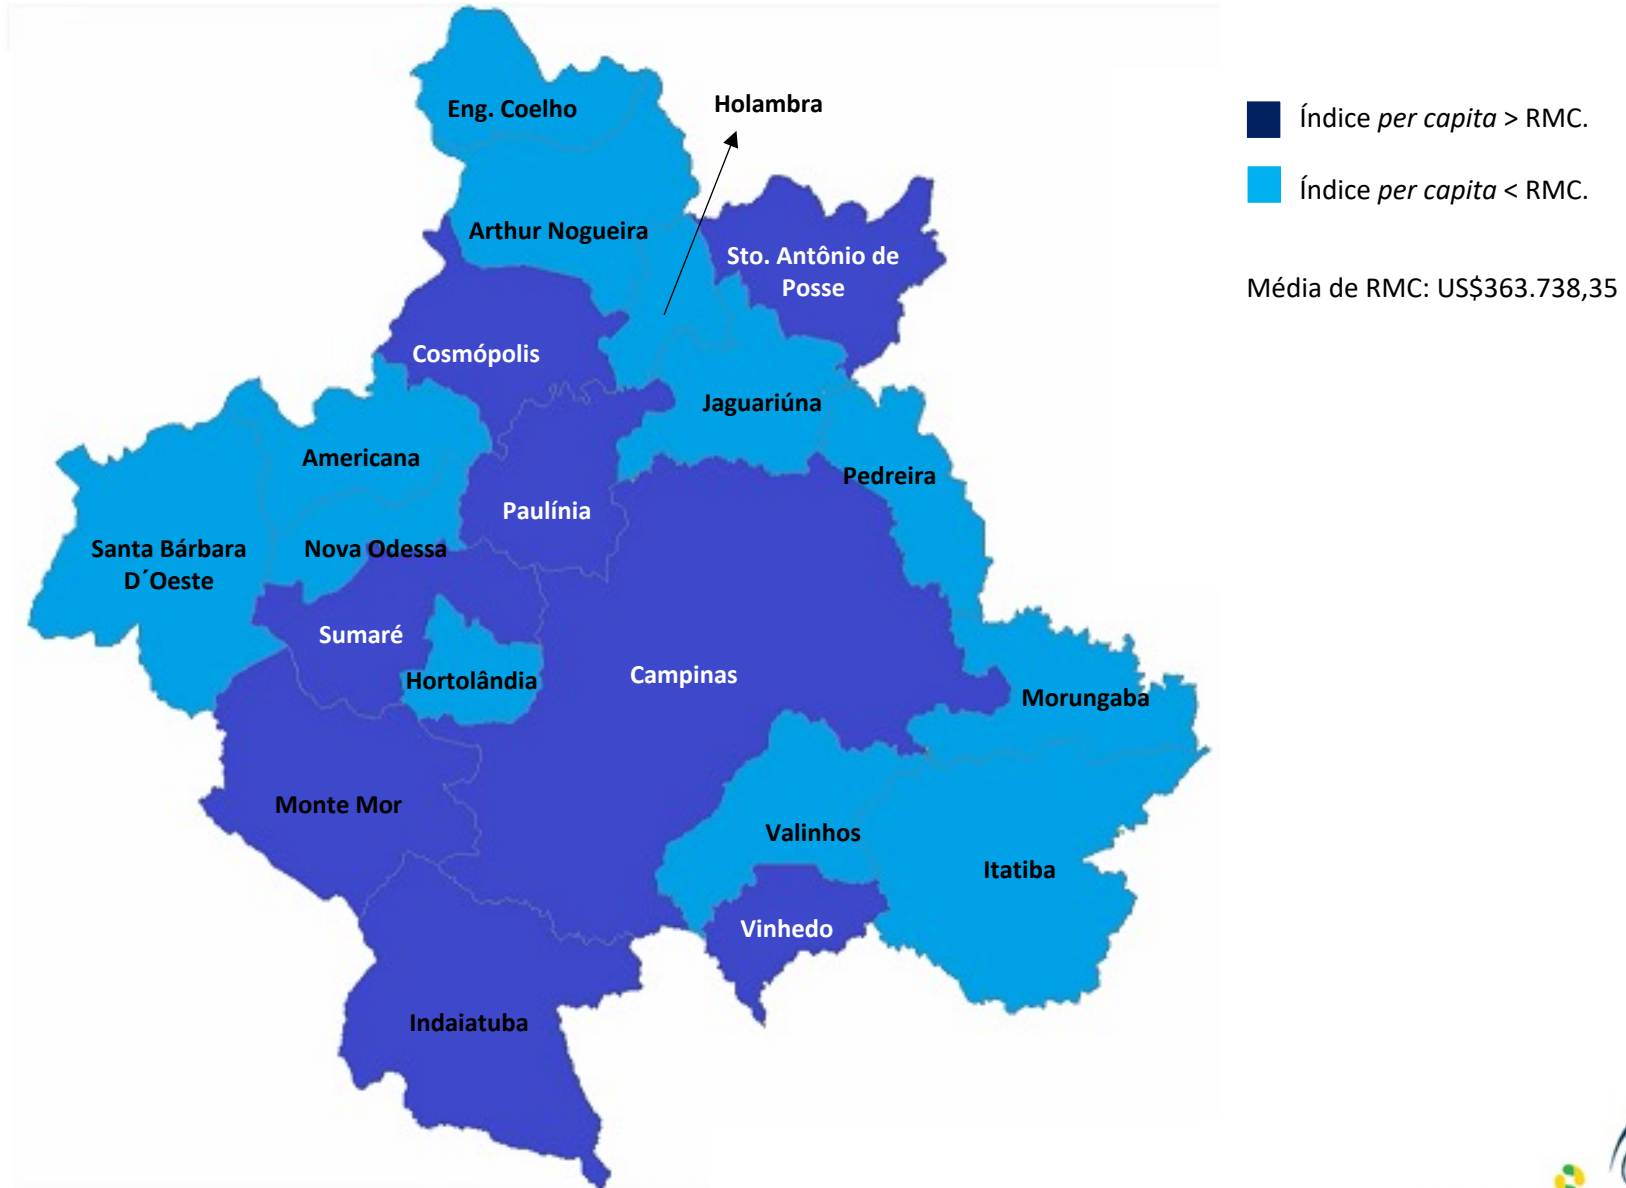 Eng. Coelho
Holambra
Arthur Nogueira
Sto. Antônio de
Posse
Cosmópolis
Jaguariúna
Americana
Pedreira
Paulínia
Santa Bárbara
D´Oeste
Nova Odessa
Sumaré
Hortolândia
Campinas
Morungaba
Monte Mor
Valinhos
Itatiba
Vinhedo
Indaiatuba
Índice per capita > RMC.
Índice per capita < RMC.
Média de RMC: US$363.738,35